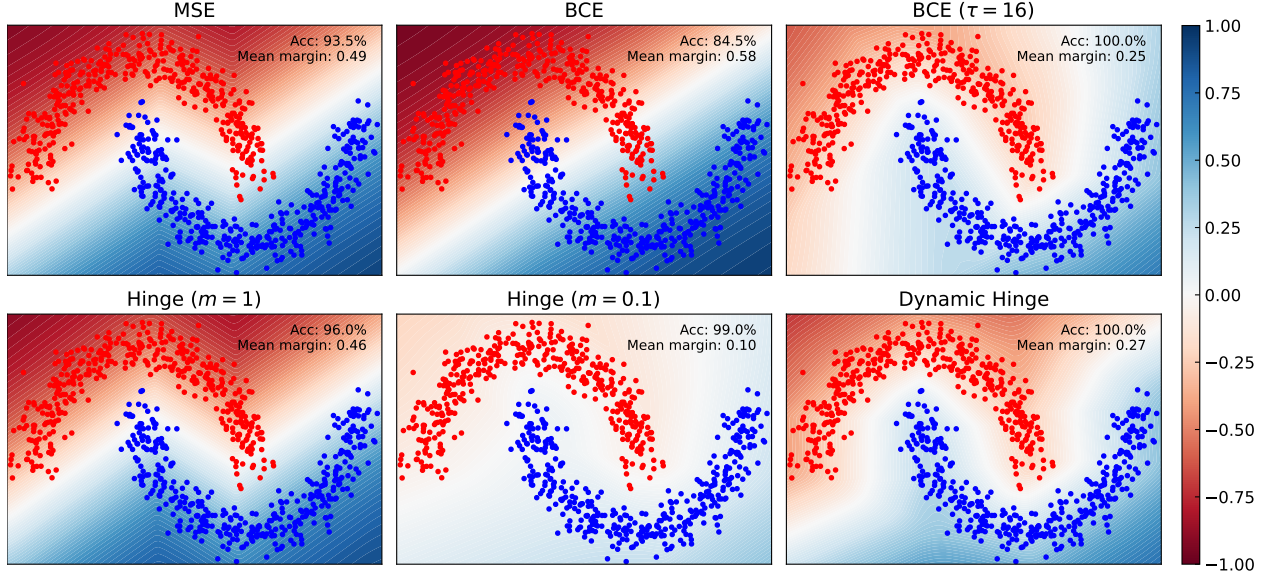 MSE
Acc: 93.5%
Mean margin: 0.49
BCE
Acc: 84.5%
Mean margin: 0.58
BCE (τ = 16)
Acc: 100.0%
Mean margin: 0.25
Hinge (m = 1)
Acc: 96.0%
Mean margin: 0.46
Hinge (m = 0.1)
Acc: 99.0%
Mean margin: 0.10
Dynamic Hinge
Acc: 100.0%
Mean margin: 0.27
1.00
0.75
0.50
0.25
0.00
−0.25
−0.50
−0.75
−1.00